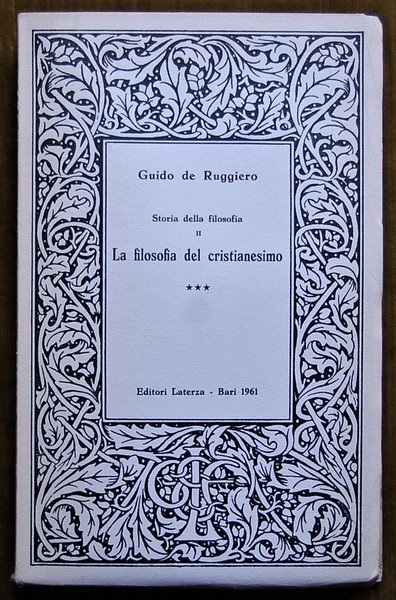 Guido de Ruggiero
Storia della filosofia
II
La filosofia del cristianesimo
★★★
Editori Laterza - Bari 1961